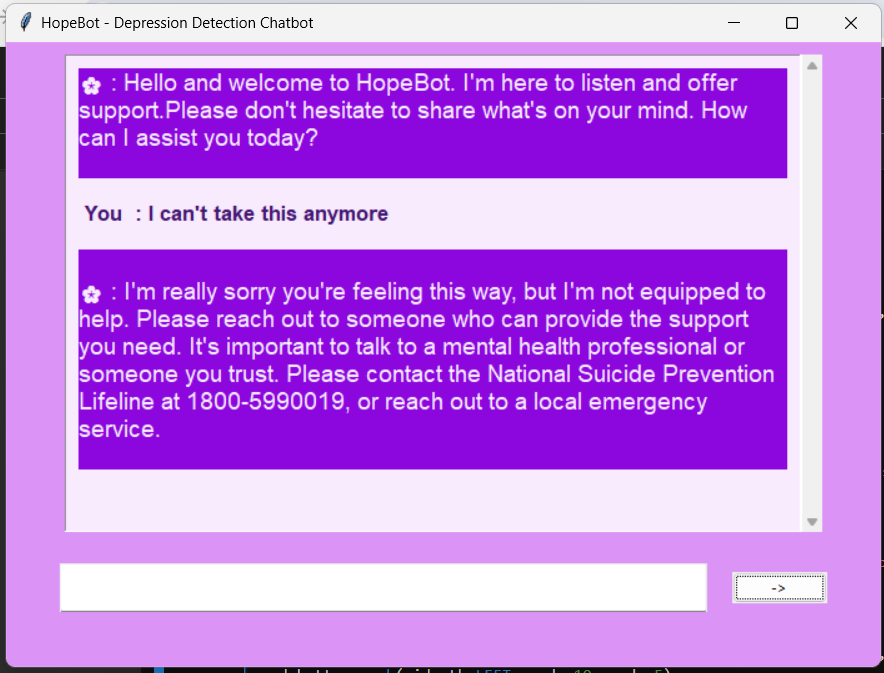 HopeBot - Depression Detection Chatbot
: Hello and welcome to HopeBot. I'm here to listen and offer
support.Please don't hesitate to share what's on your mind. How
can I assist you today?
You : I can't take this anymore
: I'm really sorry you're feeling this way, but I'm not equipped to
help. Please reach out to someone who can provide the support
you need. It's important to talk to a mental health professional or
someone you trust. Please contact the National Suicide Prevention
Lifeline at 1800-5990019, or reach out to a local emergency
service.
->